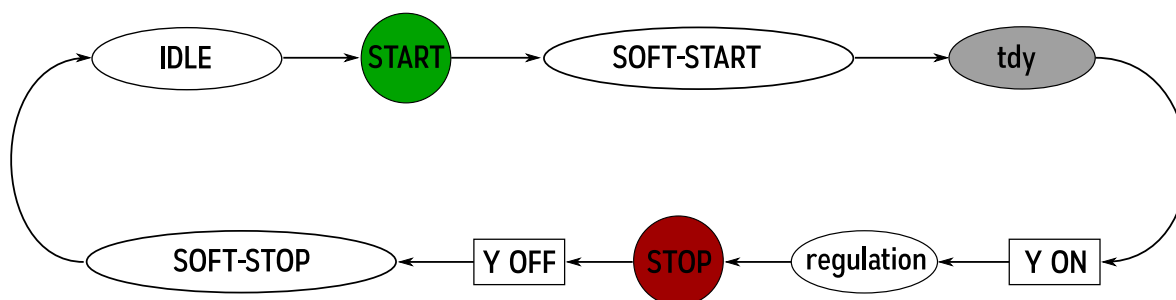 IDLE
START
SOFT-START
tdy
SOFT-STOP
Y OFF
STOP
regulation
Y ON